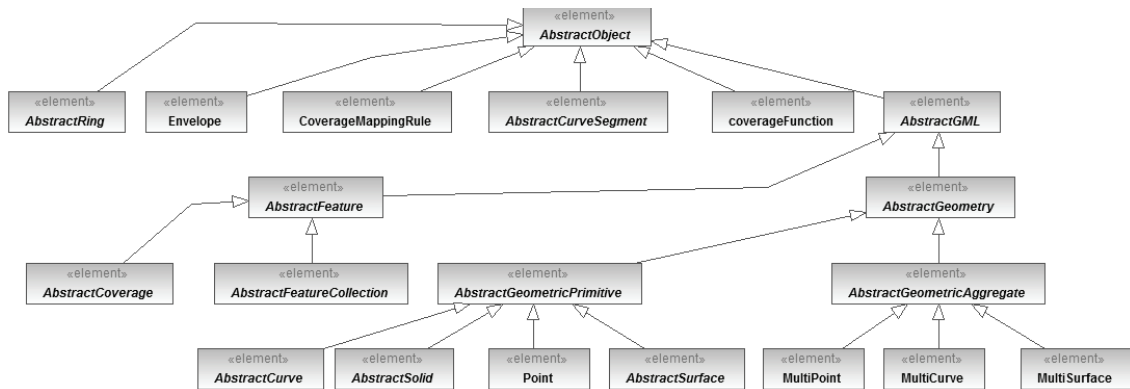 «element»
AbstractObject
«element»
AbstractRing
«element»
Envelope
«element»
CoverageMappingRule
«element»
AbstractCurveSegment
«element»
coverageFunction
«element»
AbstractGML
«element»
AbstractFeature
«element»
AbstractGeometry
«element»
AbstractCoverage
«element»
AbstractFeatureCollection
«element»
AbstractGeometricPrimitive
«element»
AbstractGeometricAggregate
«element»
AbstractCurve
«element»
AbstractSolid
«element»
Point
«element»
AbstractSurface
«element»
MultiPoint
«element»
MultiCurve
«element»
MultiSurface